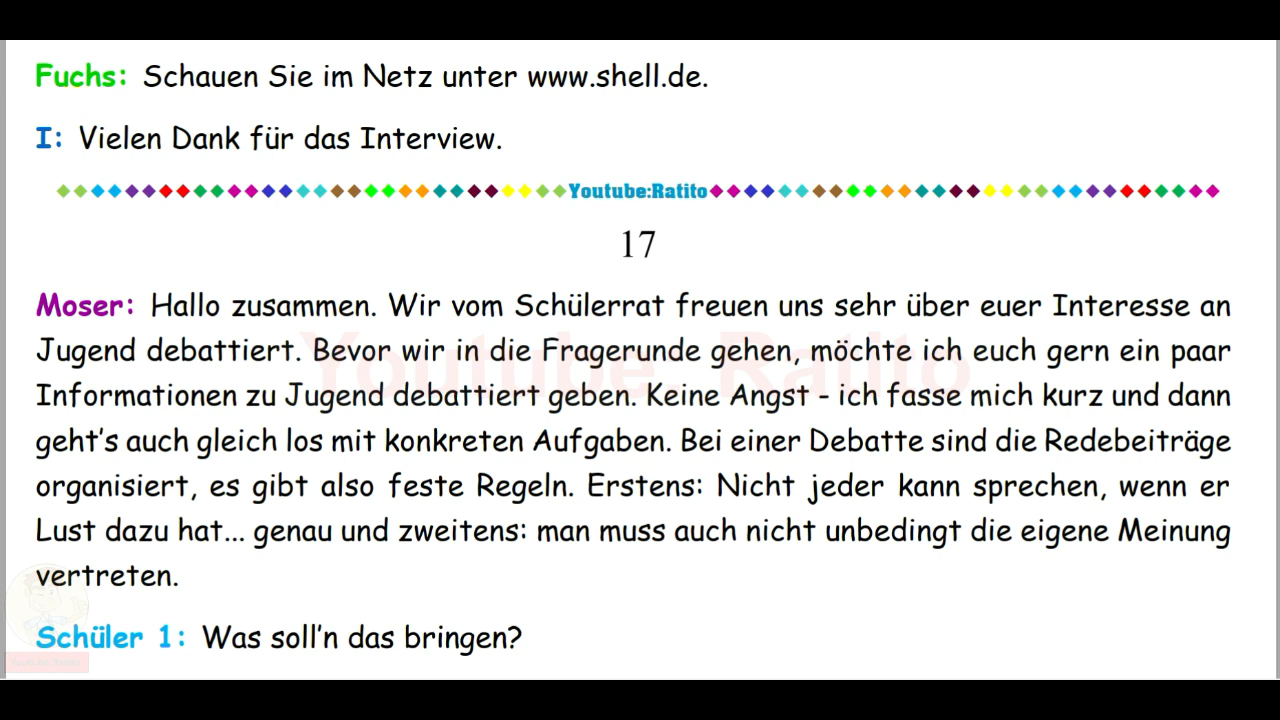 Fuchs: Schauen Sie im Netz unter www.shell.de.
I: Vielen Dank für das Interview.
Youtube:Ratito
17
Moser: Hallo zusammen. Wir vom Schülerrat freuen uns sehr über euer Interesse an
Jugend debattiert. Bevor wir in die Fragerunde gehen, möchte ich euch gern ein paar
Youtube: Ratito
Informationen zu Jugend debattiert geben. Keine Angst - ich fasse mich kurz und dann
geht's auch gleich los mit konkreten Aufgaben. Bei einer Debatte sind die Redebeiträge
organisiert, es gibt also feste Regeln. Erstens: Nicht jeder kann sprechen, wenn er
Lust dazu hat... genau und zweitens: man muss auch nicht unbedingt die eigene Meinung
vertreten.
Schüler 1: Was soll'n das bringen?